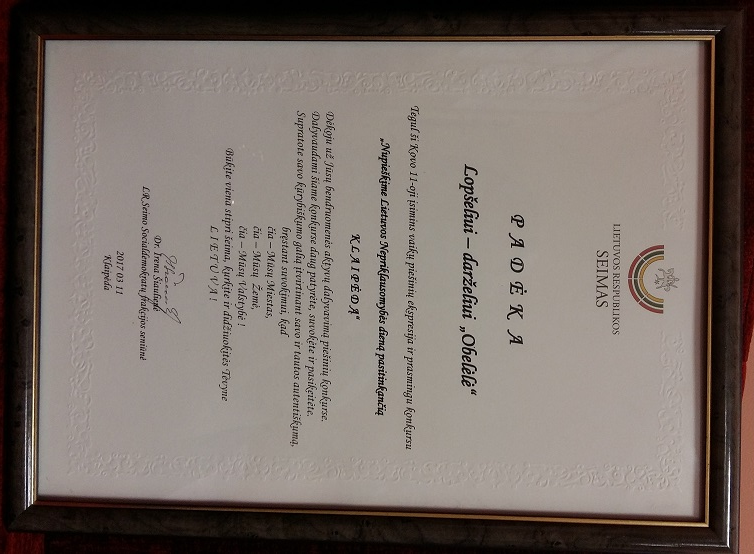 LIETUVOS RESPUBLIKOS
SEIMAS
PADĖKA
Lopšeliui – darželiui „Obelėlė“
Tegul ši Kovo 11-oji įsimins vaikų piešinių ekspresija ir prasmingu konkursu
„Nupieškime Lietuvos Nepriklausomybės dieną pasitinkančią
KLAIPĖDĄ“
Dėkoju už Jūsų bendruomenės aktyvų dalyvavimą piešinių konkurse.
Dalyvaudami šiame konkurse daug patyrėte, suvokėte ir pasikeitėte.
Supratote savo kūrybiškumo galią įtvirtinant savo ir tautos autentiškumą,
bręstant suvokimui, kad
čia – Mūsų Miestas,
čia – Mūsų Žemė,
čia – Mūsų Valstybė !
Būkite viena stipri šeima, kurkite ir didžiuokitės Tėvyne
LIETUVA !
Dr. Irena Šiaulienė
LR Seimo Socialdemokratų frakcijos seniūnė
2017 03 11
Klaipėda